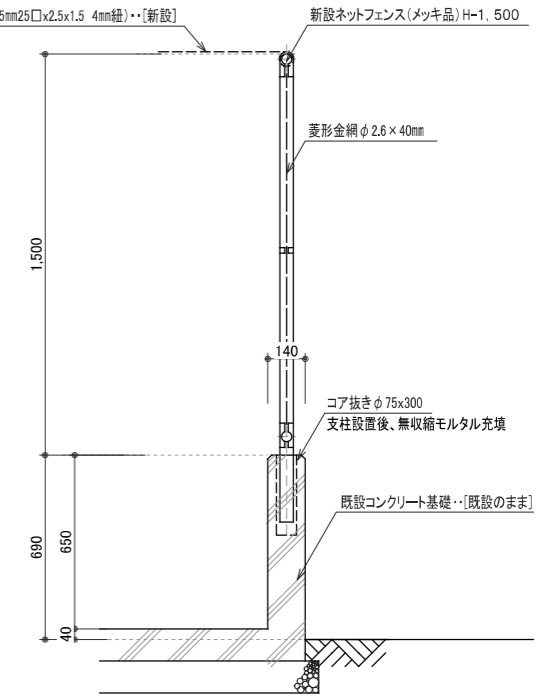 5mm25□x2.5x1.5 4mm紐)‥[新設]
新設ネットフェンス(メッキ品)H-1,500
菱形金網φ2.6×40mm
1,500
140
コア抜きφ75x300
支柱設置後、無収縮モルタル充填
既設コンクリート基礎‥[既設のまま]
690
650
40